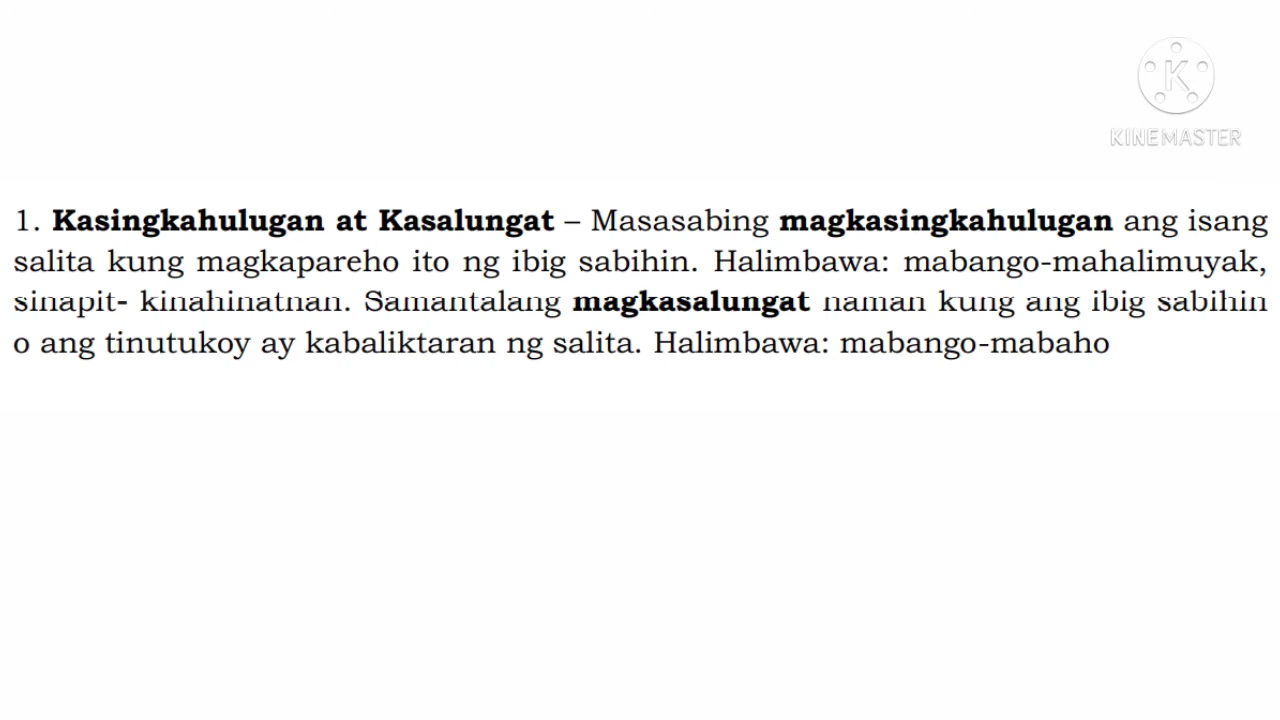 KINEMASTER
1. Kasingkahulugan at Kasalungat – Masasabing magkasingkahulugan ang isang
salita kung magkapareho ito ng ibig sabihin. Halimbawa: mabango-mahalimuyak,
sinapit- kinahinatnan. Samantalang magkasalungat naman kung ang ibig sabihin
o ang tinutukoy ay kabaliktaran ng salita. Halimbawa: mabango-mabaho